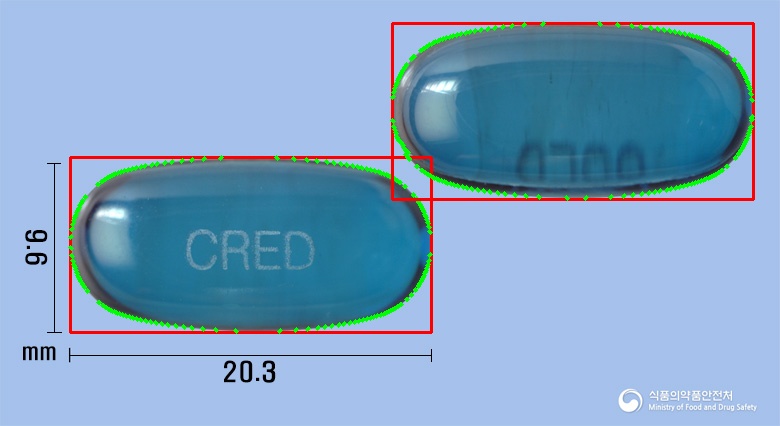 CRED
9.6
mm
20.3
식품의약품안전처
Ministry of Food and Drug Safety